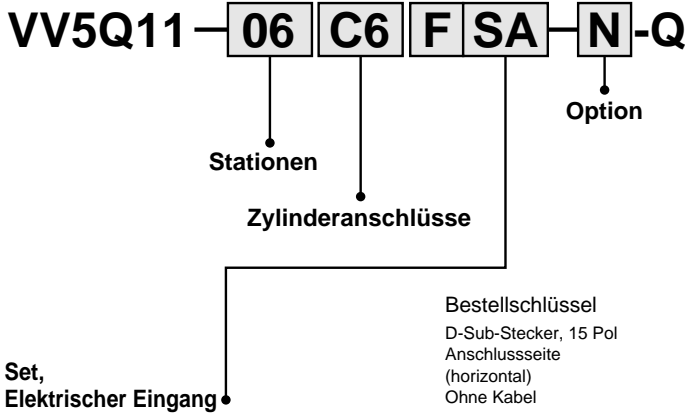 VV5Q11 — 06 C6 F SA — N -Q
Option
Stationen
Zylinderanschlüsse
Bestellschlüssel
D-Sub-Stecker, 15 Pol
Anschlussseite
(horizontal)
Ohne Kabel
Set,
Elektrischer Eingang